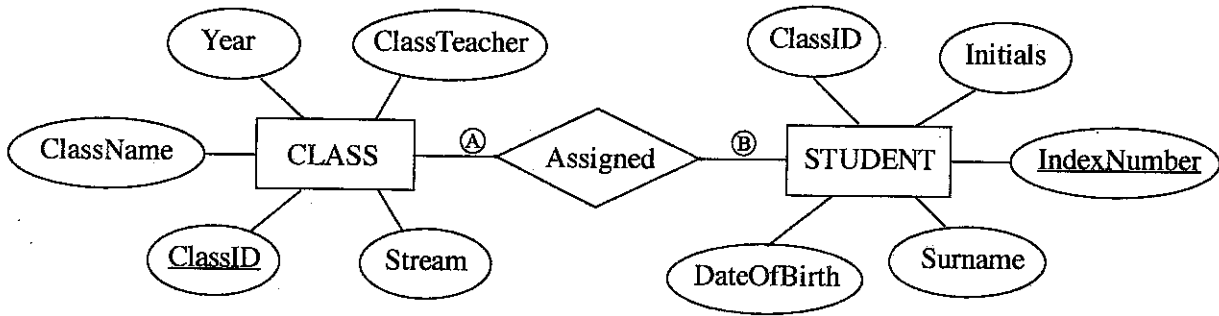 Year
ClassTeacher
ClassID
Initials
ClassName
CLASS
A
Assigned
B
STUDENT
IndexNumber
ClassID
Stream
DateOfBirth
Surname